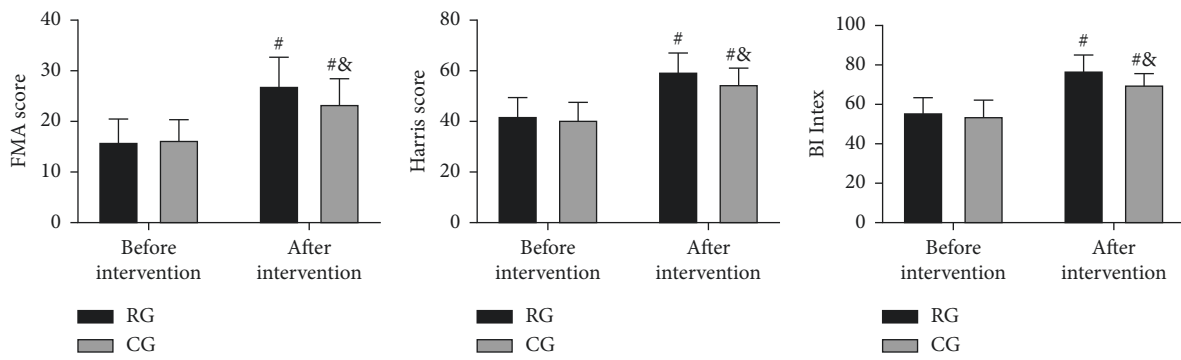 FMA score
40
30
20
10
0
#
#&
Before
intervention
After
intervention
RG
CG
Harris score
80
60
40
20
0
#
#&
Before
intervention
After
intervention
RG
CG
BI Intex
100
80
60
40
20
0
#
#&
Before
intervention
After
intervention
RG
CG